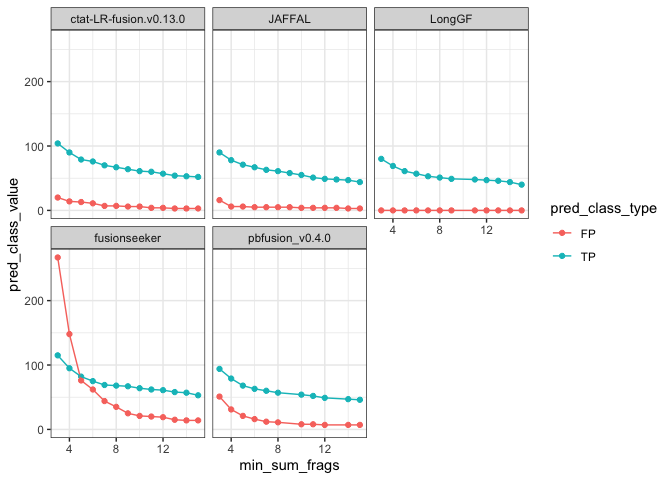 ctat-LR-fusion.v0.13.0 JAFFAL LongGF
200
100
0
4 8 12
fusionseeker pbfusion_v0.4.0
200
100
0
4 8 12 4 8 12
min_sum_frags
pred_class_value
pred_class_type
FP
TP